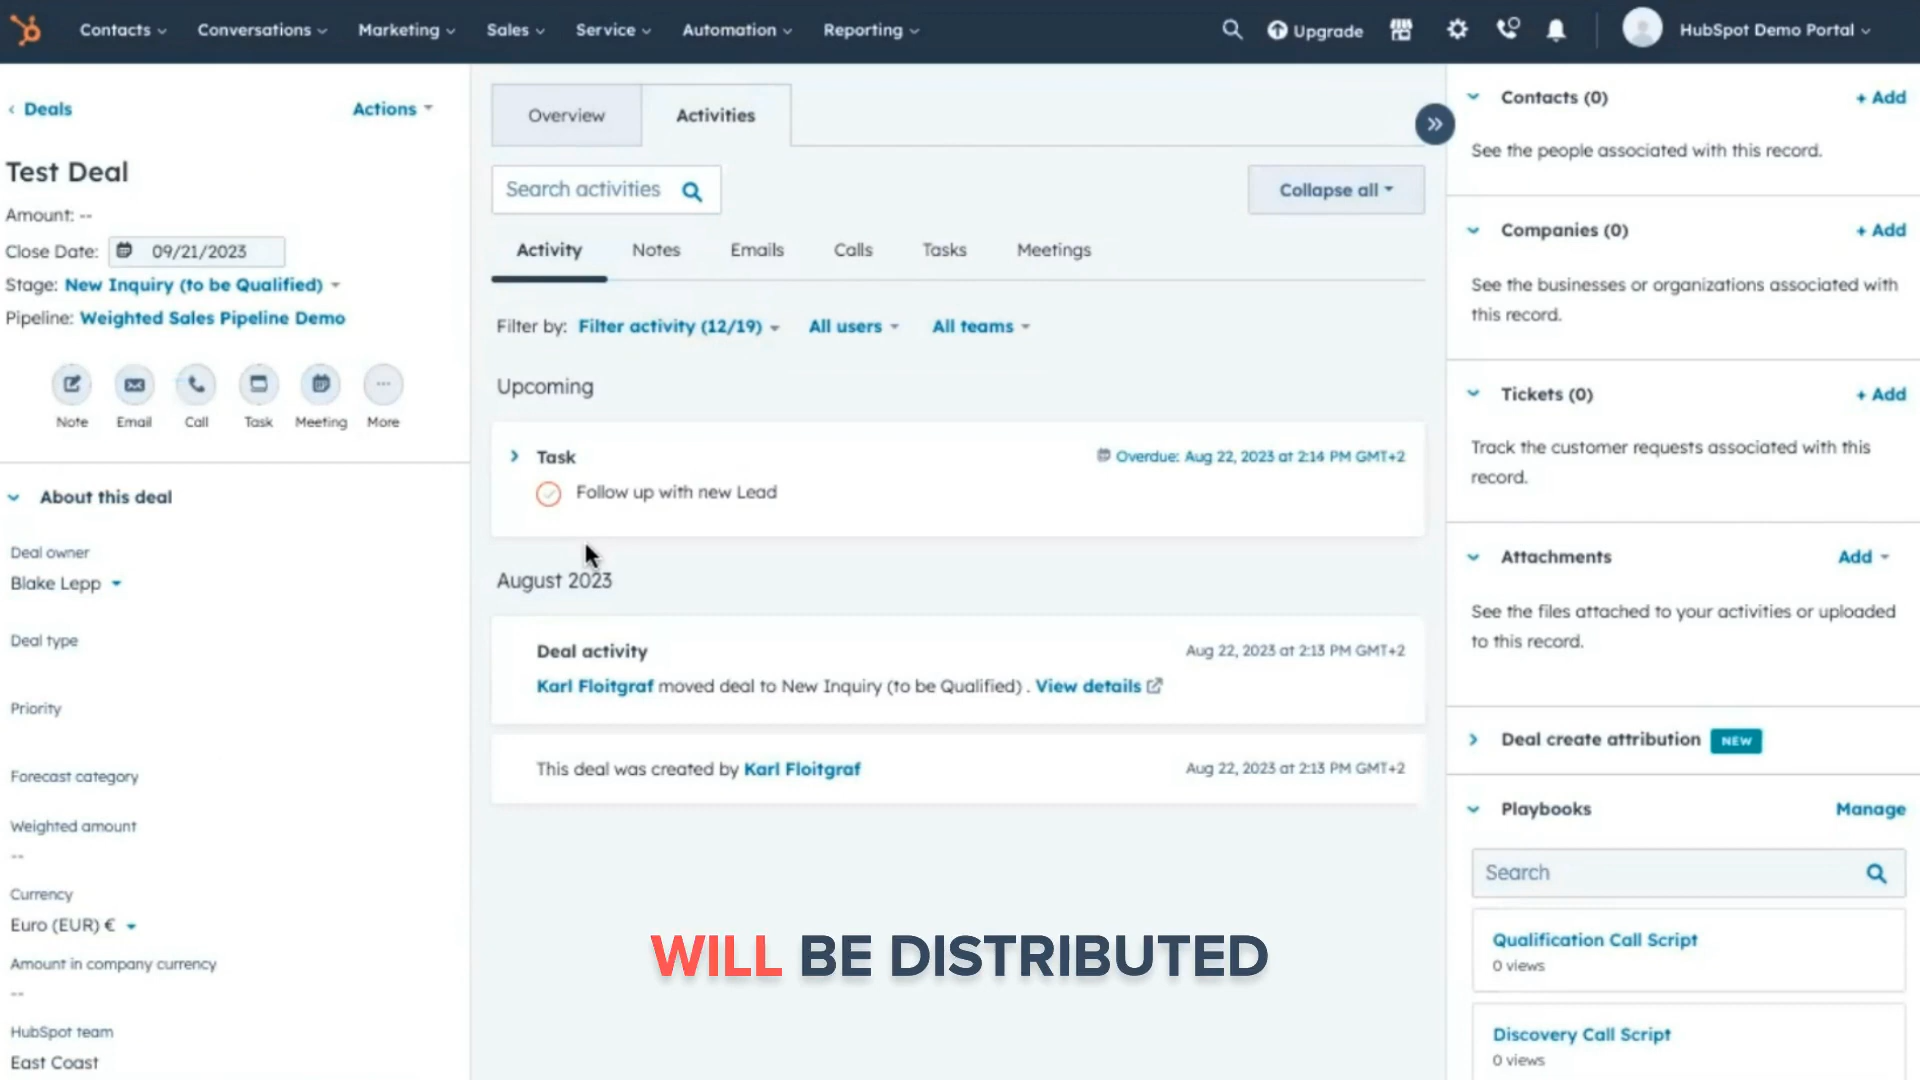 Contacts
Conversations
Marketing
Sales
Service
Automation
Reporting
Upgrade
HubSpot Demo Portal
Deals
Actions
Test Deal
Amount: --
Close Date: 09/21/2023
Stage: New Inquiry (to be Qualified)
Pipeline: Weighted Sales Pipeline Demo
Note
Email
Call
Task
Meeting
More
About this deal
Deal owner
Blake Lepp
Deal type
Priority
Forecast category
Weighted amount
--
Currency
Euro (EUR) €
Amount in company currency
--
HubSpot team
East Coast
Overview
Activities
Search activities
Collapse all
Activity
Notes
Emails
Calls
Tasks
Meetings
Filter by: Filter activity (12/19) All users All teams
Upcoming
Task
Overdue: Aug 22, 2023 at 2:14 PM GMT+2
Follow up with new Lead
August 2023
Deal activity
Aug 22, 2023 at 2:13 PM GMT+2
Karl Floitgraf moved deal to New Inquiry (to be Qualified) . View details
This deal was created by Karl Floitgraf
Aug 22, 2023 at 2:13 PM GMT+2
WILL BE DISTRIBUTED
Contacts (0)
+ Add
See the people associated with this record.
Companies (0)
+ Add
See the businesses or organizations associated with
this record.
Tickets (0)
+ Add
Track the customer requests associated with this
record.
Attachments
Add
See the files attached to your activities or uploaded
to this record.
Deal create attribution NEW
Playbooks
Manage
Search
Qualification Call Script
0 views
Discovery Call Script
0 views